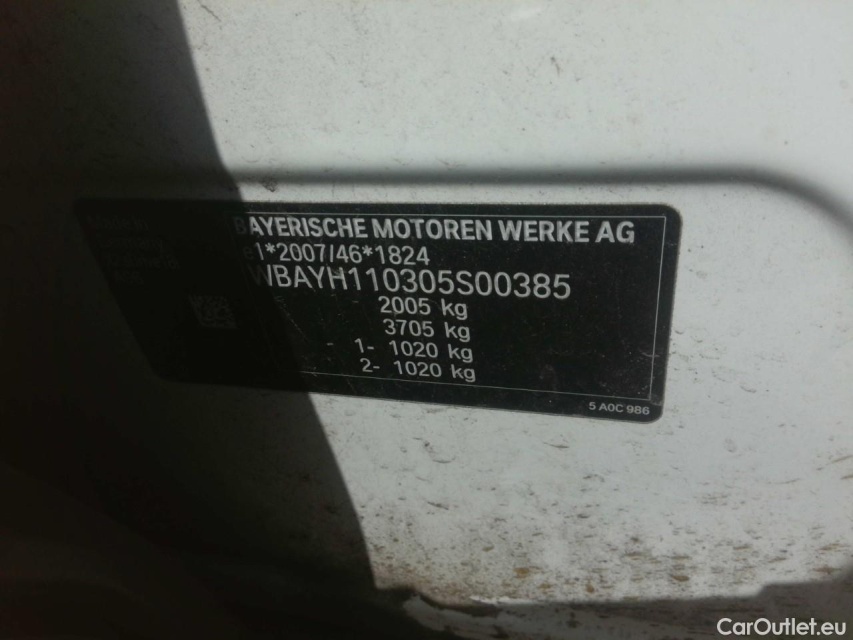 BAYERISCHE MOTOREN WERKE AG
e1*2007/46*1824
WBAYH110305S00385
2005 kg
3705 kg
- 1- 1020 kg
2- 1020 kg
5 A0C 986
CarOutlet.eu